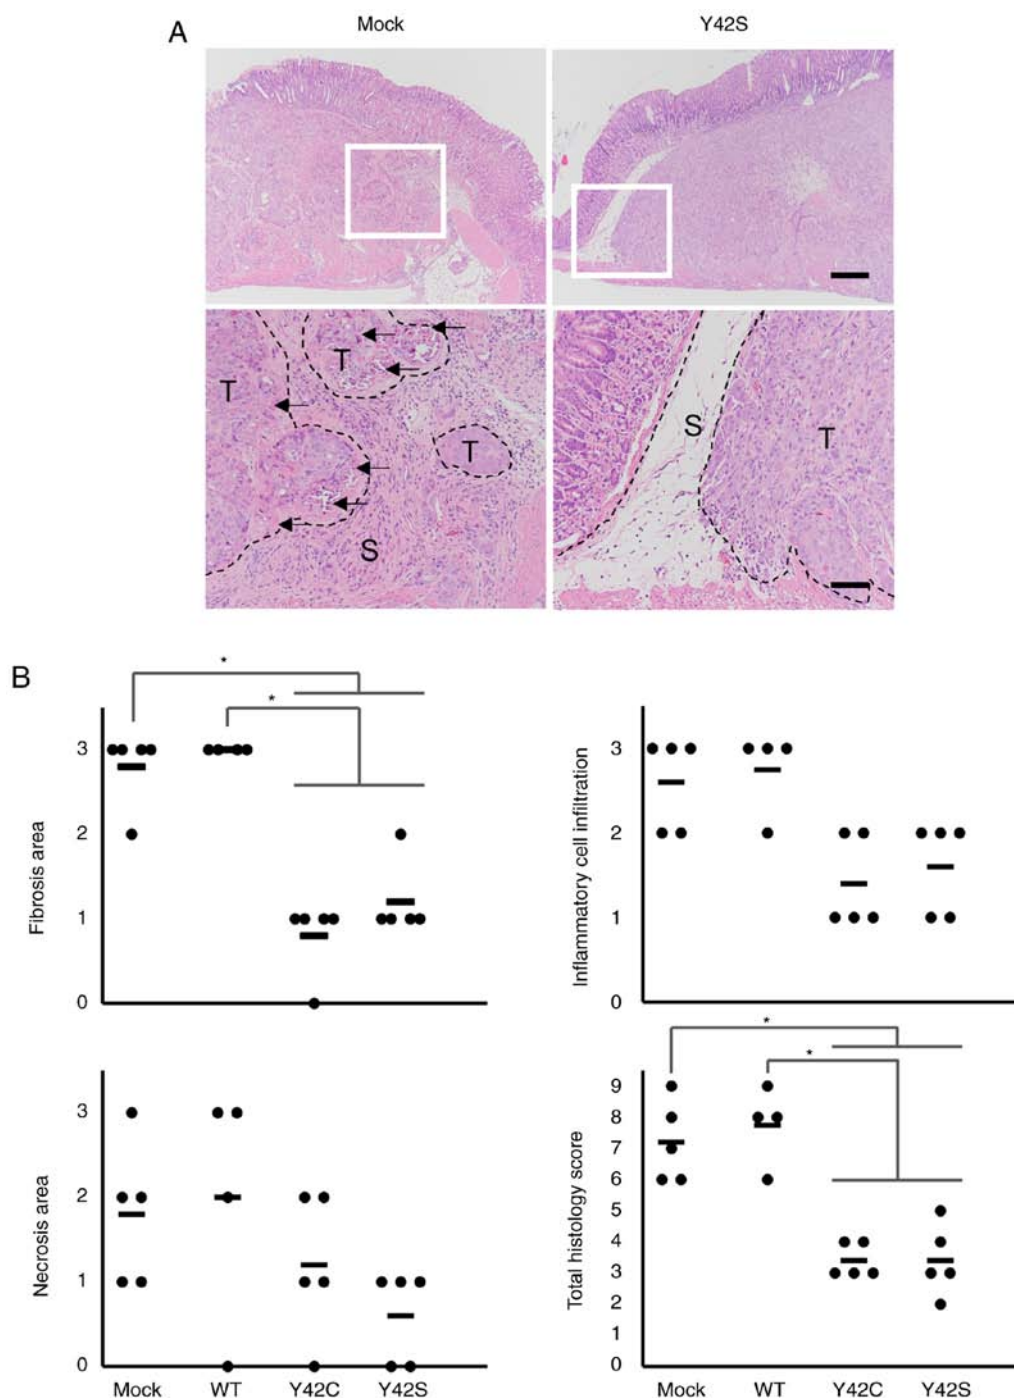 A
Mock
Y42S
T
T
T
S
S
T
B
*
*
Fibrosis area
3
2
1
0
Inflammatory cell infiltration
3
2
1
0
Necrosis area
3
2
1
0
Mock
WT
Y42C
Y42S
*
*
Total histology score
9
8
7
6
5
4
3
2
1
0
Mock
WT
Y42C
Y42S